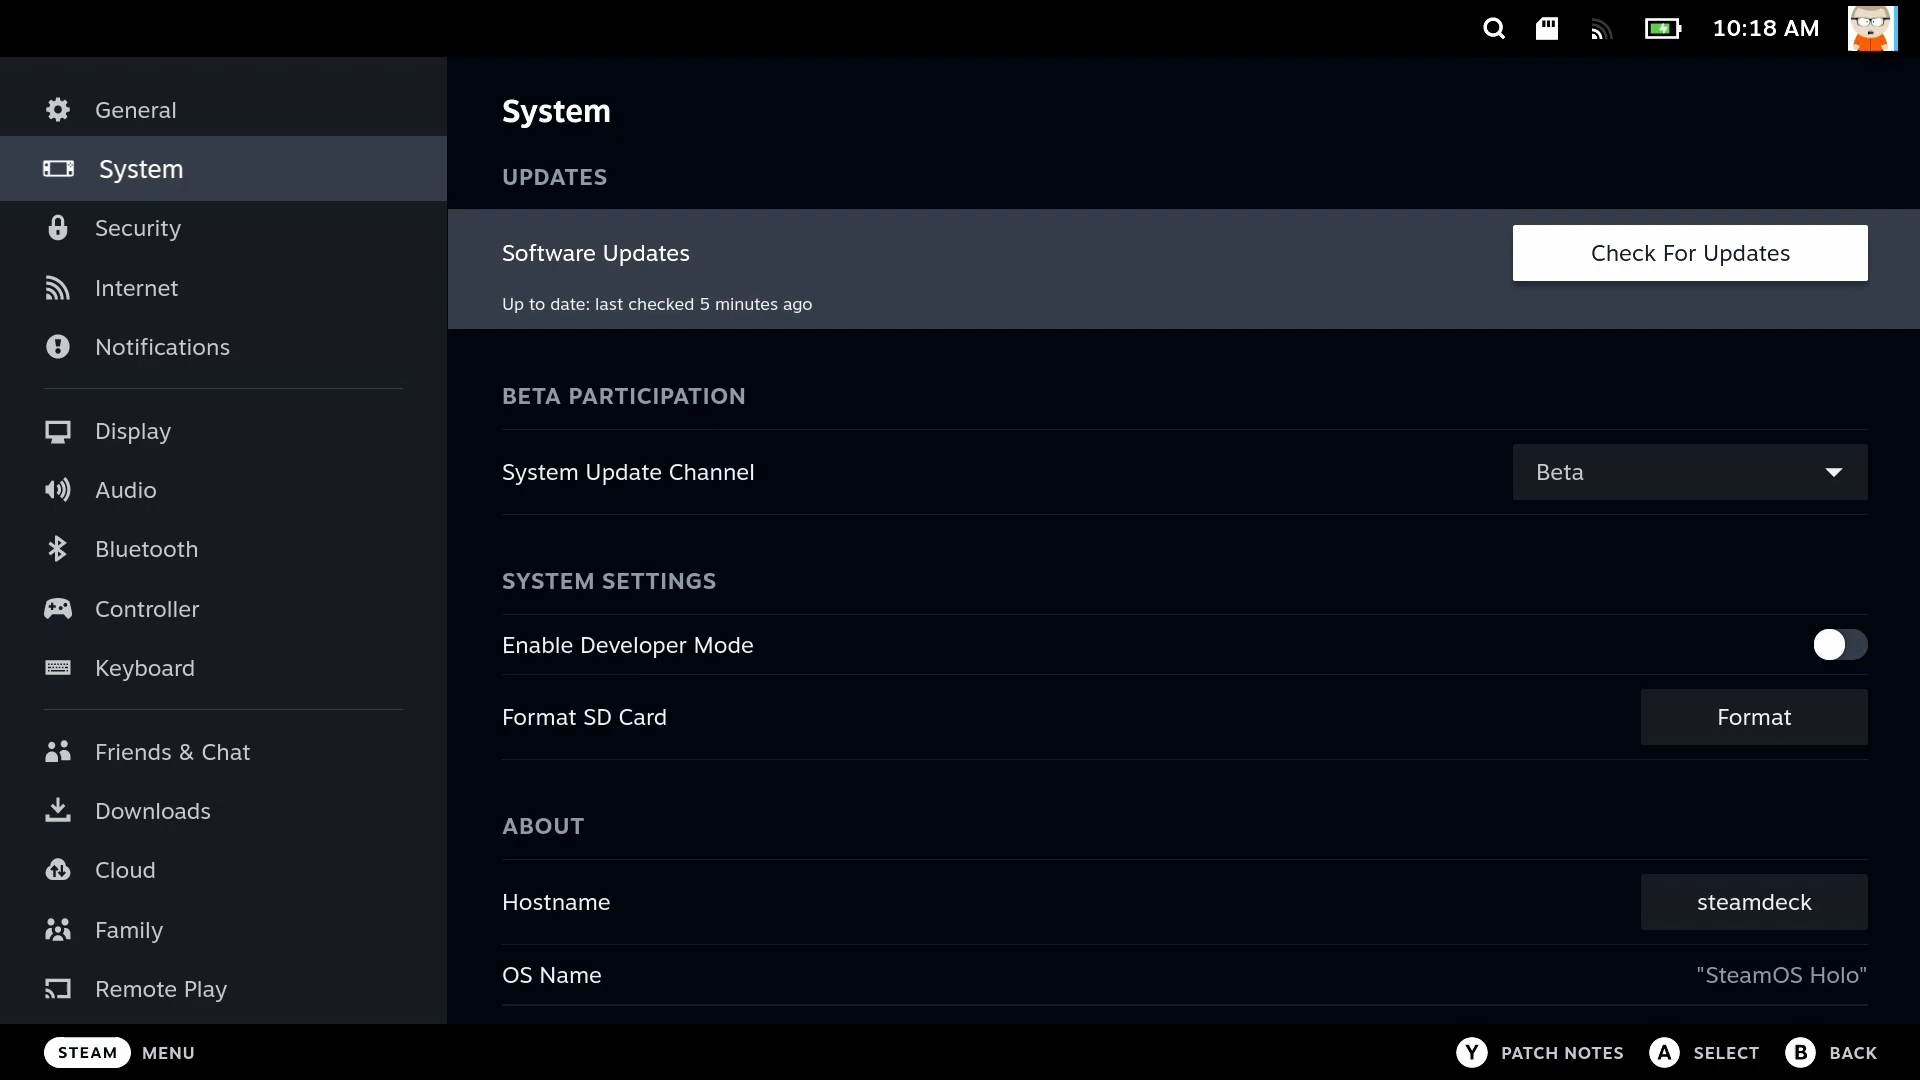 10:18 AM
General
System
Security
Internet
Notifications
Display
Audio
Bluetooth
Controller
Keyboard
Friends & Chat
Downloads
Cloud
Family
Remote Play
System
UPDATES
Software Updates
Check For Updates
Up to date: last checked 5 minutes ago
BETA PARTICIPATION
System Update Channel
Beta
SYSTEM SETTINGS
Enable Developer Mode
Format SD Card
Format
ABOUT
Hostname
steamdeck
OS Name
"SteamOS Holo"
STEAM MENU
Y PATCH NOTES A SELECT B BACK